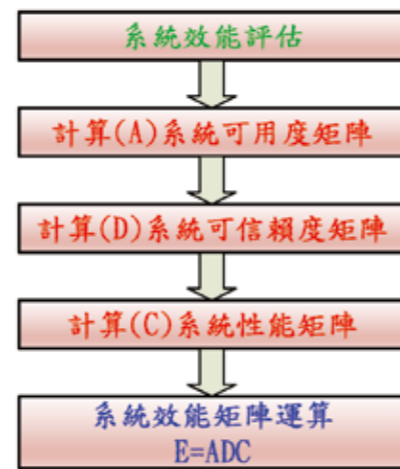 系統效能評估
計算(A)系統可用度矩陣
計算(D)系統可信賴度矩陣
計算(C)系統性能矩陣
系統效能矩陣運算
E=ADC